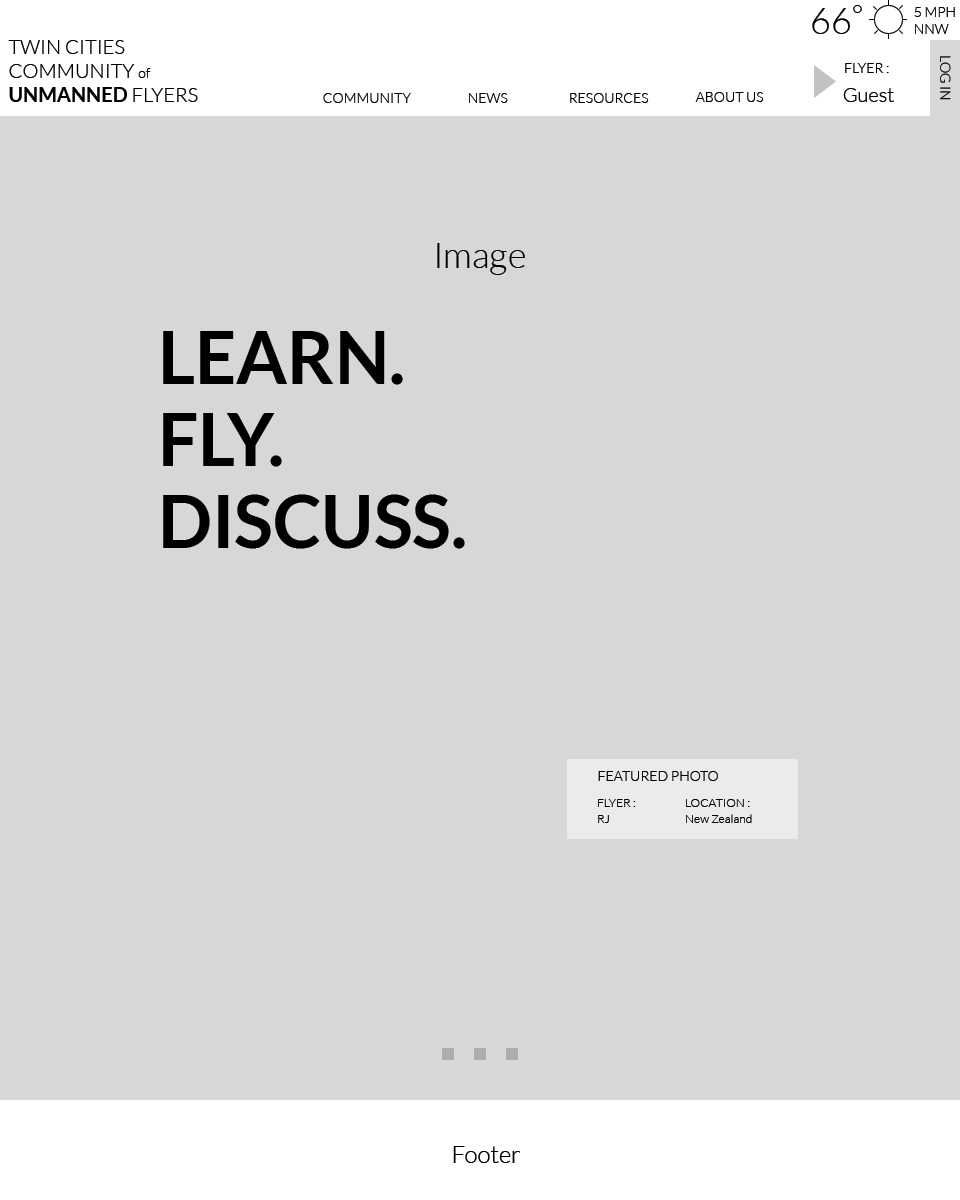 66°
5 MPH
NNW
TWIN CITIES
COMMUNITY of
UNMANNED FLYERS
COMMUNITY
NEWS
RESOURCES
ABOUT US
FLYER :
Guest
LOG IN
Image
LEARN.
FLY.
DISCUSS.
FEATURED PHOTO
FLYER :
RJ
LOCATION :
New Zealand
Footer